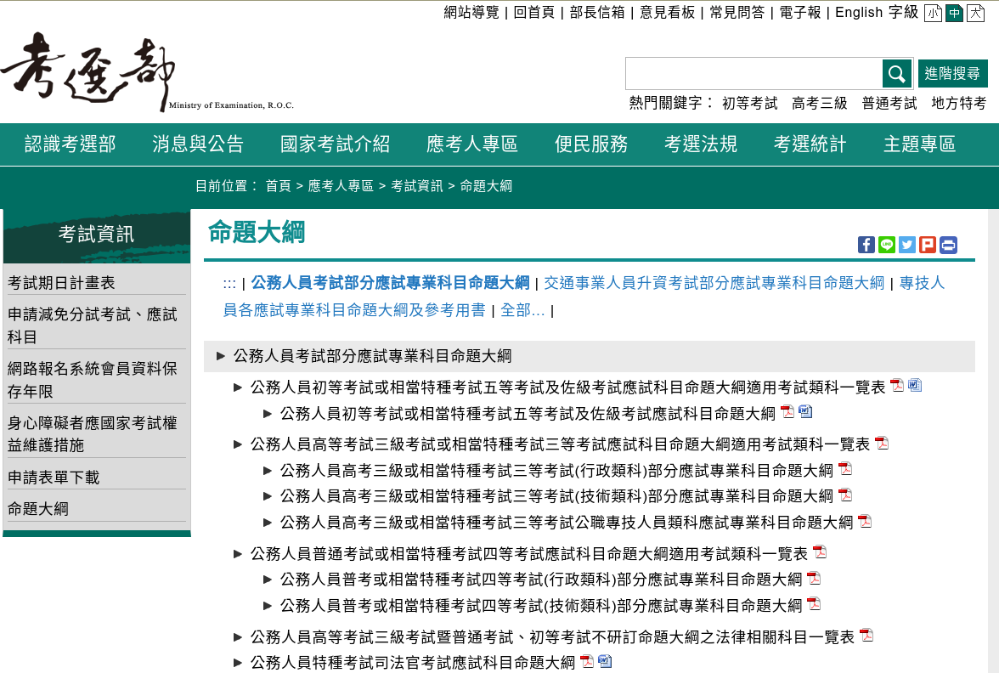 網站導覽 | 回首頁 | 部長信箱 | 意見看板 | 常見問答 | 電子報 | English 字級 小 中 大
考選部
Ministry of Examination, R.O.C.
進階搜尋
熱門關鍵字： 初等考試 高考三級 普通考試 地方特考
認識考選部 消息與公告 國家考試介紹 應考人專區 便民服務 考選法規 考選統計 主題專區
目前位置： 首頁 > 應考人專區 > 考試資訊 > 命題大綱
考試資訊
考試期日計畫表
申請減免分試考試、應試
科目
網路報名系統會員資料保
存年限
身心障礙者應國家考試權
益維護措施
申請表單下載
命題大綱
命題大綱
::: | 公務人員考試部分應試專業科目命題大綱 | 交通事業人員升資考試部分應試專業科目命題大綱 | 專技人
員各應試專業科目命題大綱及參考用書 | 全部... |
公務人員考試部分應試專業科目命題大綱
公務人員初等考試或相當特種考試五等考試及佐級考試應試科目命題大綱適用考試類科一覽表
公務人員初等考試或相當特種考試五等考試及佐級考試應試科目命題大綱
公務人員高等考試三級考試或相當特種考試三等考試應試科目命題大綱適用考試類科一覽表
公務人員高考三級或相當特種考試三等考試(行政類科)部分應試專業科目命題大綱
公務人員高考三級或相當特種考試三等考試(技術類科)部分應試專業科目命題大綱
公務人員高考三級或相當特種考試三等考試公職專技人員類科應試專業科目命題大綱
公務人員普通考試或相當特種考試四等考試應試科目命題大綱適用考試類科一覽表
公務人員普考或相當特種考試四等考試(行政類科)部分應試專業科目命題大綱
公務人員普考或相當特種考試四等考試(技術類科)部分應試專業科目命題大綱
公務人員高等考試三級考試暨普通考試、初等考試不研訂命題大綱之法律相關科目一覽表
公務人員特種考試司法官考試應試科目命題大綱